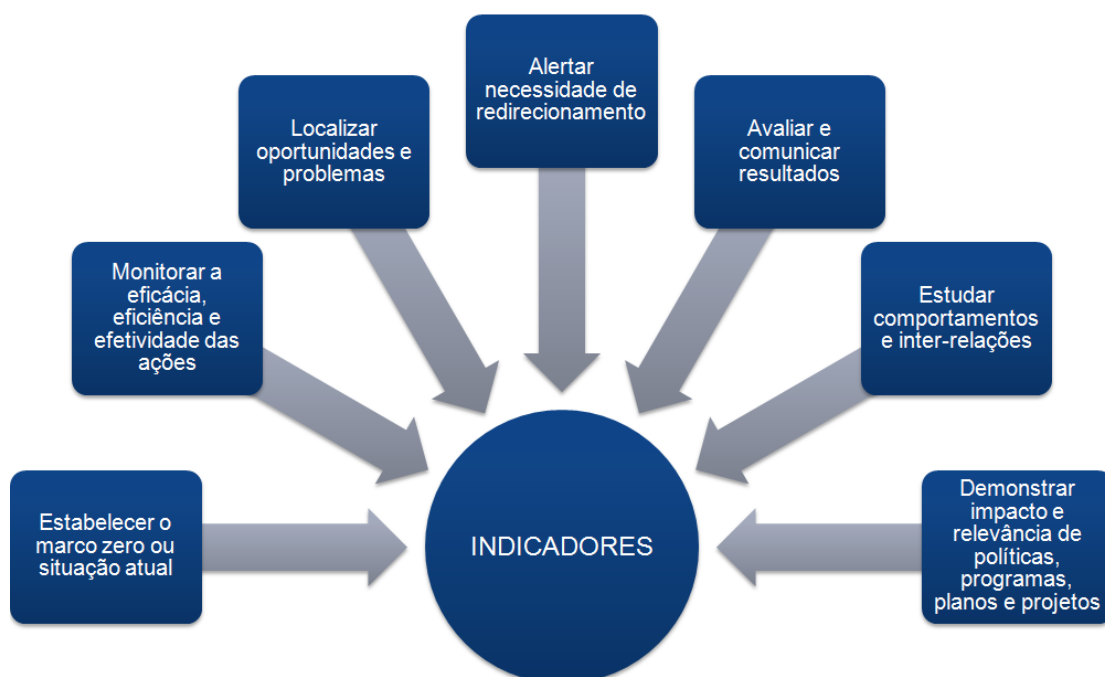 Alertar
necessidade de
redirecionamento
Localizar
oportunidades e
problemas
Avaliar e
comunicar
resultados
Monitorar a
eficácia,
eficiência e
efetividade das
ações
Estudar
comportamentos
e inter-relações
Estabelecer o
marco zero ou
situação atual
INDICADORES
Demonstrar
impacto e
relevância de
políticas,
programas,
planos e projetos